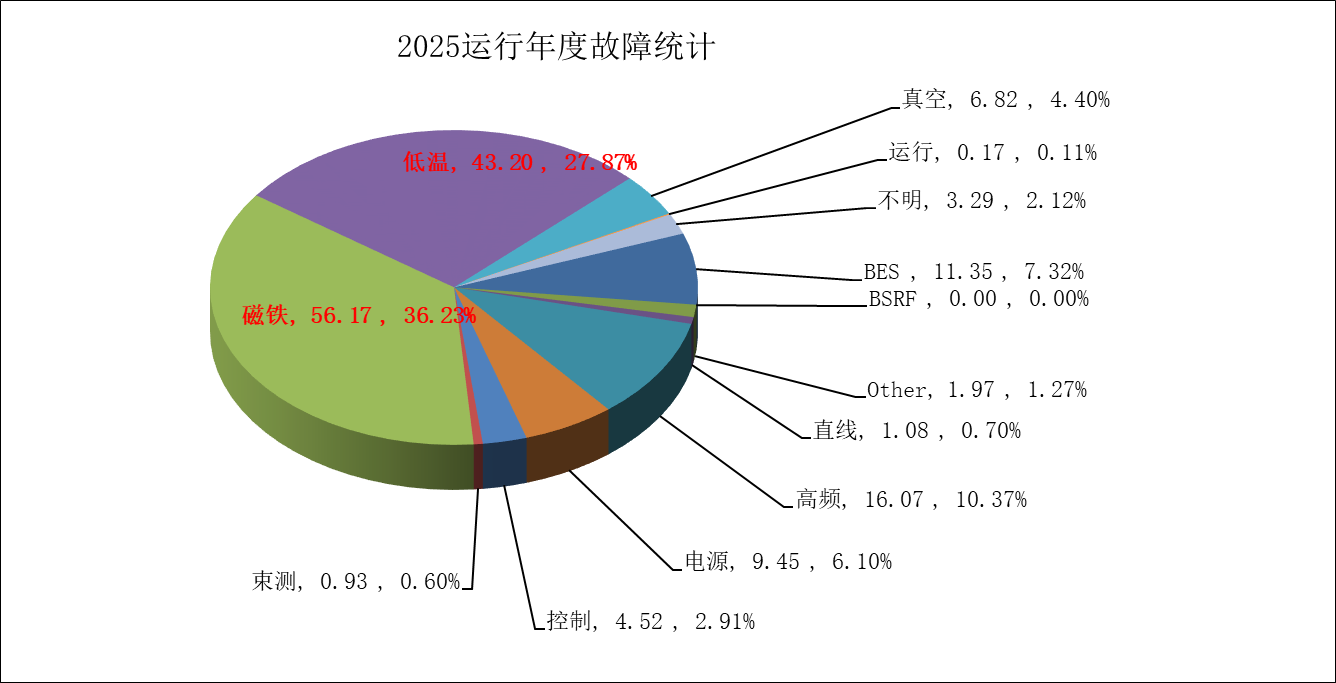 2025运行年度故障统计
真空, 6.82 , 4.40%
运行, 0.17 , 0.11%
低温, 43.20 , 27.87%
不明, 3.29 , 2.12%
BES , 11.35 , 7.32%
BSRF , 0.00 , 0.00%
磁铁, 56.17 , 36.23%
Other, 1.97 , 1.27%
直线, 1.08 , 0.70%
高频, 16.07 , 10.37%
电源, 9.45 , 6.10%
束测, 0.93 , 0.60%
控制, 4.52 , 2.91%